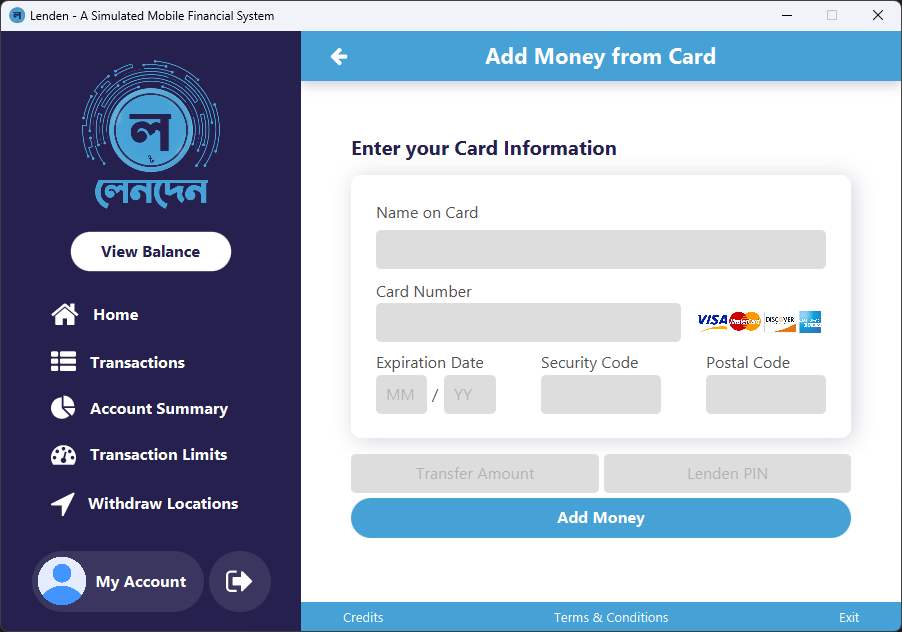 Lenden - A Simulated Mobile Financial System
ল
লেনদেন
View Balance
Home
Transactions
Account Summary
Transaction Limits
Withdraw Locations
My Account
Add Money from Card
Enter your Card Information
Name on Card
Card Number
VISA MasterCard DISCOVER
Expiration Date Security Code Postal Code
MM / YY
Transfer Amount Lenden PIN
Add Money
Credits Terms & Conditions Exit